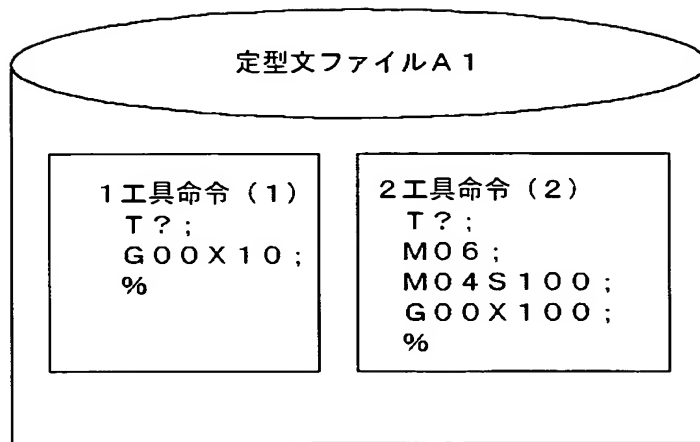 定型文ファイルA1
1工具命令(1)
T?;
G00X10;
%
2工具命令(2)
T?;
M06;
M04S100;
G00X100;
%